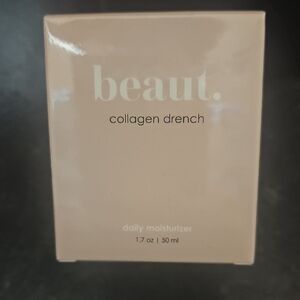 beaut.
collagen drench
daily moisturizer
1.7 oz | 50 ml